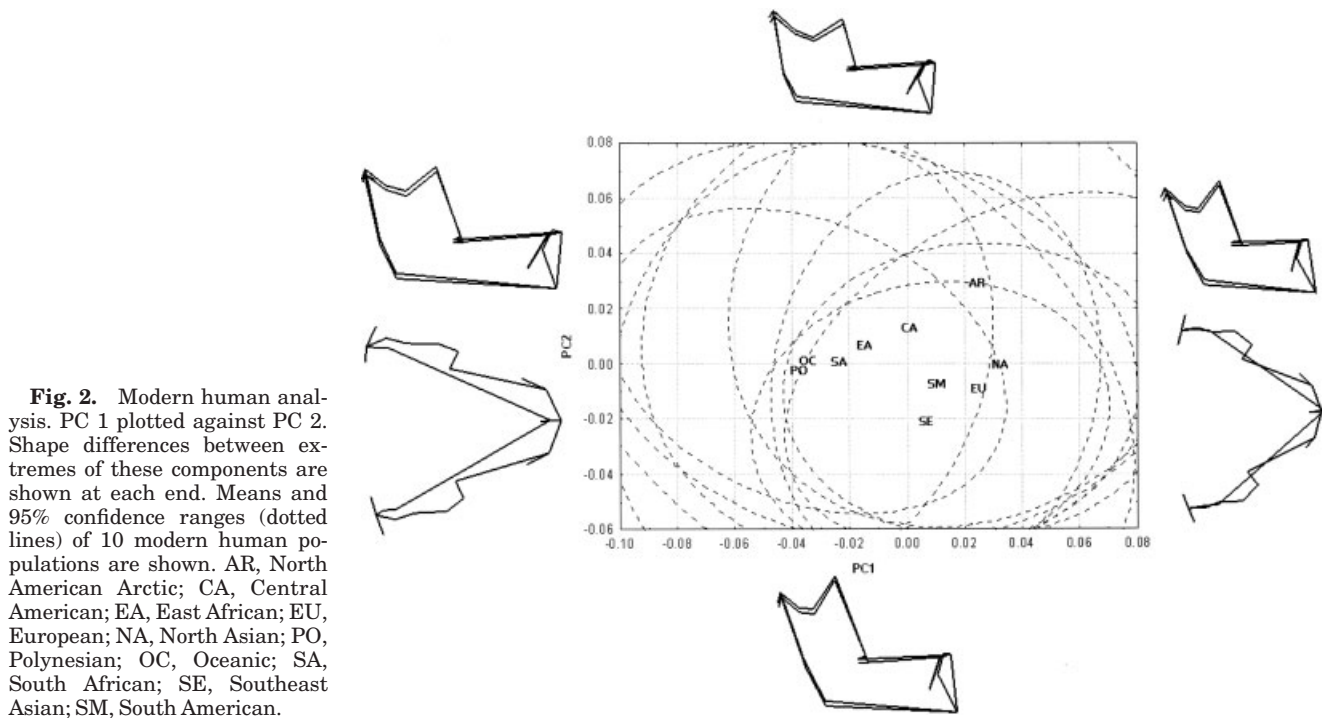 Fig. 2. Modern human anal-
ysis. PC 1 plotted against PC 2.
Shape differences between ex-
tremes of these components are
shown at each end. Means and
95% confidence ranges (dotted
lines) of 10 modern human po-
pulations are shown. AR, North
American Arctic; CA, Central
American; EA, East African; EU,
European; NA, North Asian; PO,
Polynesian; OC, Oceanic; SA,
South African; SE, Southeast
Asian; SM, South American.
0.08
0.06
0.04
0.02
0.00
-0.02
-0.04
-0.06
PC2
AR
CA
EA
OC
SA
PO
NA
SM
EU
SE
-0.10 -0.08 -0.06 -0.04 -0.02 0.00 0.02 0.04 0.06 0.08
PC1